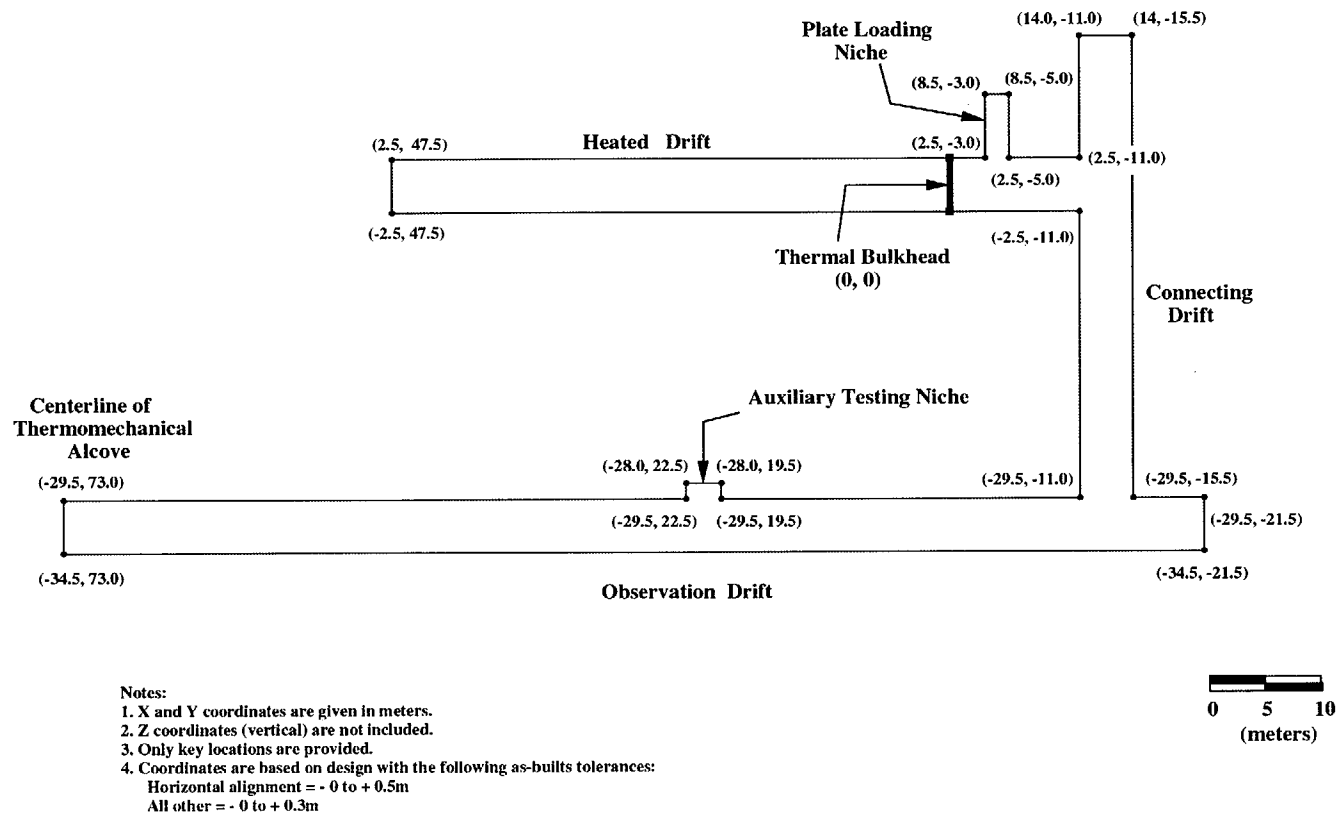 (14.0, -11.0)
(14, -15.5)
Plate Loading
Niche
(8.5, -3.0)
(8.5, -5.0)
(2.5, 47.5)
Heated Drift
(2.5, -3.0)
(2.5, -11.0)
(2.5, -5.0)
(-2.5, 47.5)
(-2.5, -11.0)
Thermal Bulkhead
(0, 0)
Connecting
Drift
Centerline of
Thermomechanical
Alcove
Auxiliary Testing Niche
(-29.5, 73.0)
(-28.0, 22.5)
(-28.0, 19.5)
(-29.5, -11.0)
(-29.5, -15.5)
(-29.5, 22.5)
(-29.5, 19.5)
(-29.5, -21.5)
(-34.5, 73.0)
(-34.5, -21.5)
Observation Drift
Notes:
1. X and Y coordinates are given in meters.
2. Z coordinates (vertical) are not included.
3. Only key locations are provided.
4. Coordinates are based on design with the following as-builts tolerances:
Horizontal alignment = - 0 to + 0.5m
All other = - 0 to + 0.3m
0 5 10
(meters)